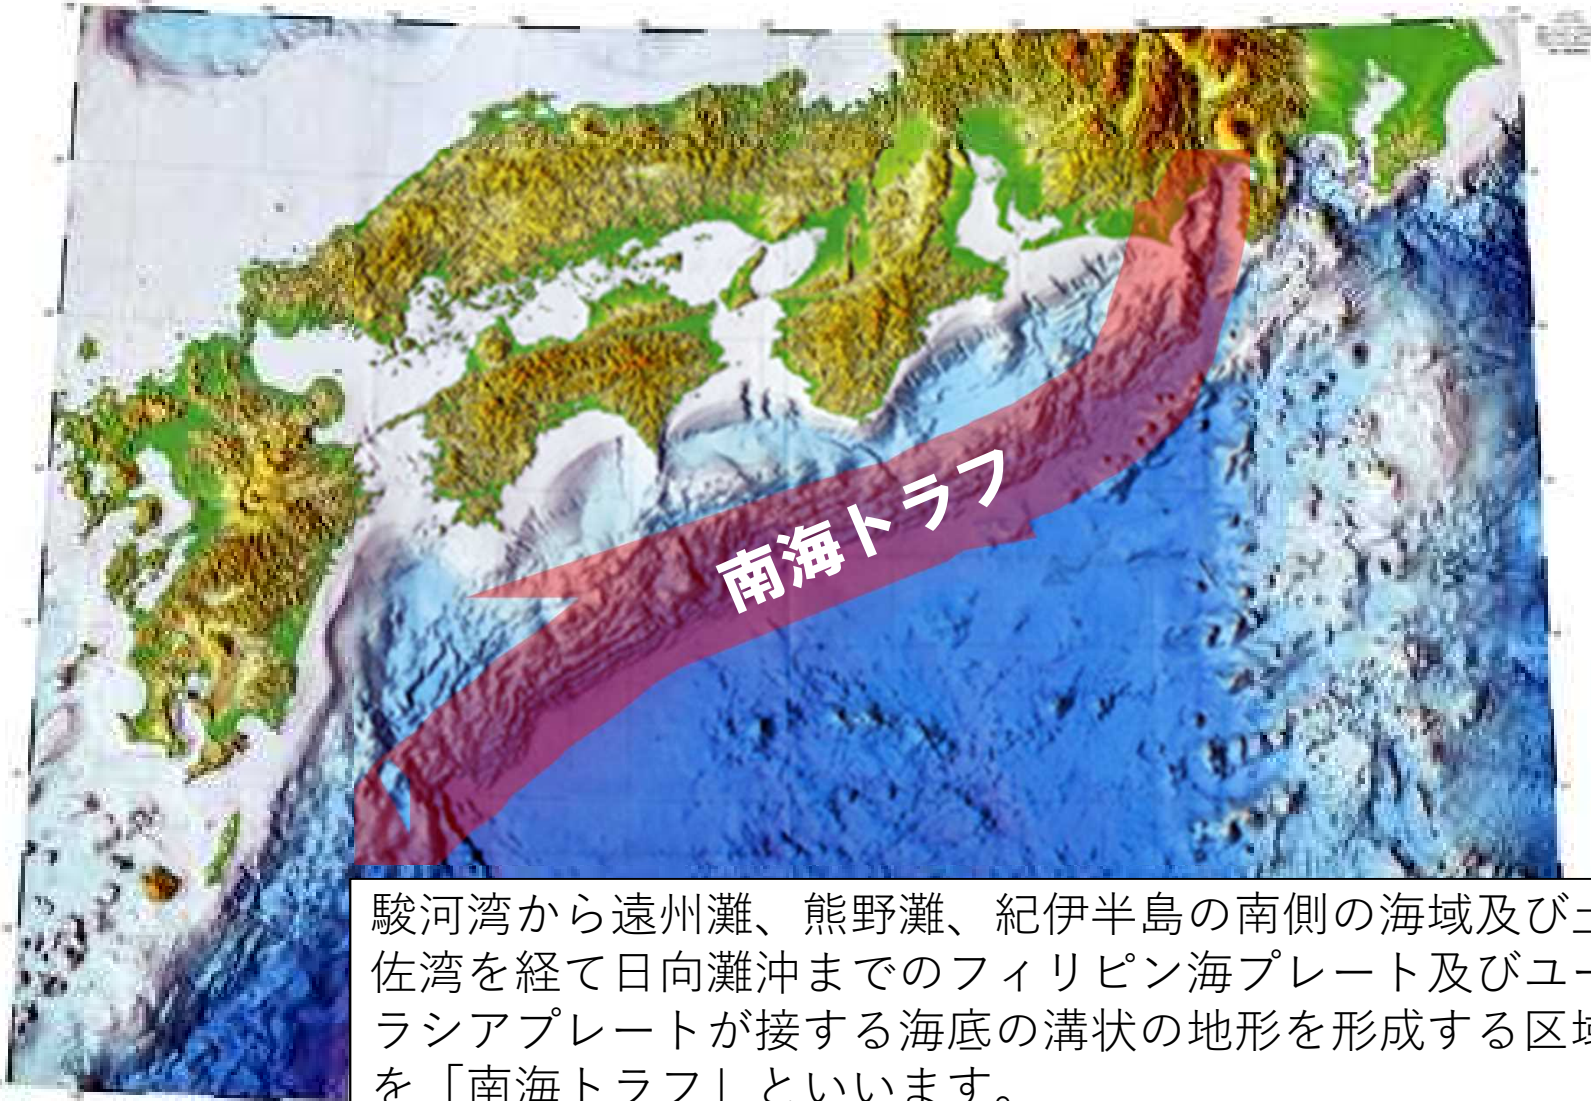 南海トラフ
駿河湾から遠州灘、熊野灘、紀伊半島の南側の海域及び土
佐湾を経て日向灘沖までのフィリピン海プレート及びユー
ラシアプレートが接する海底の溝状の地形を形成する区域
を「南海トラフ」といいます。